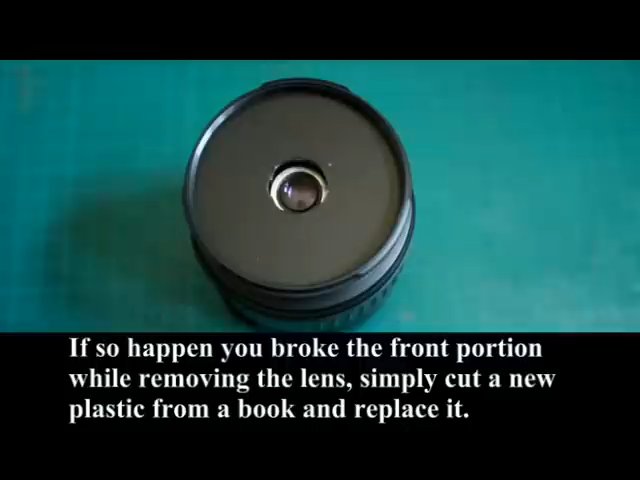 If so happen you broke the front portion
while removing the lens, simply cut a new
plastic from a book and replace it.